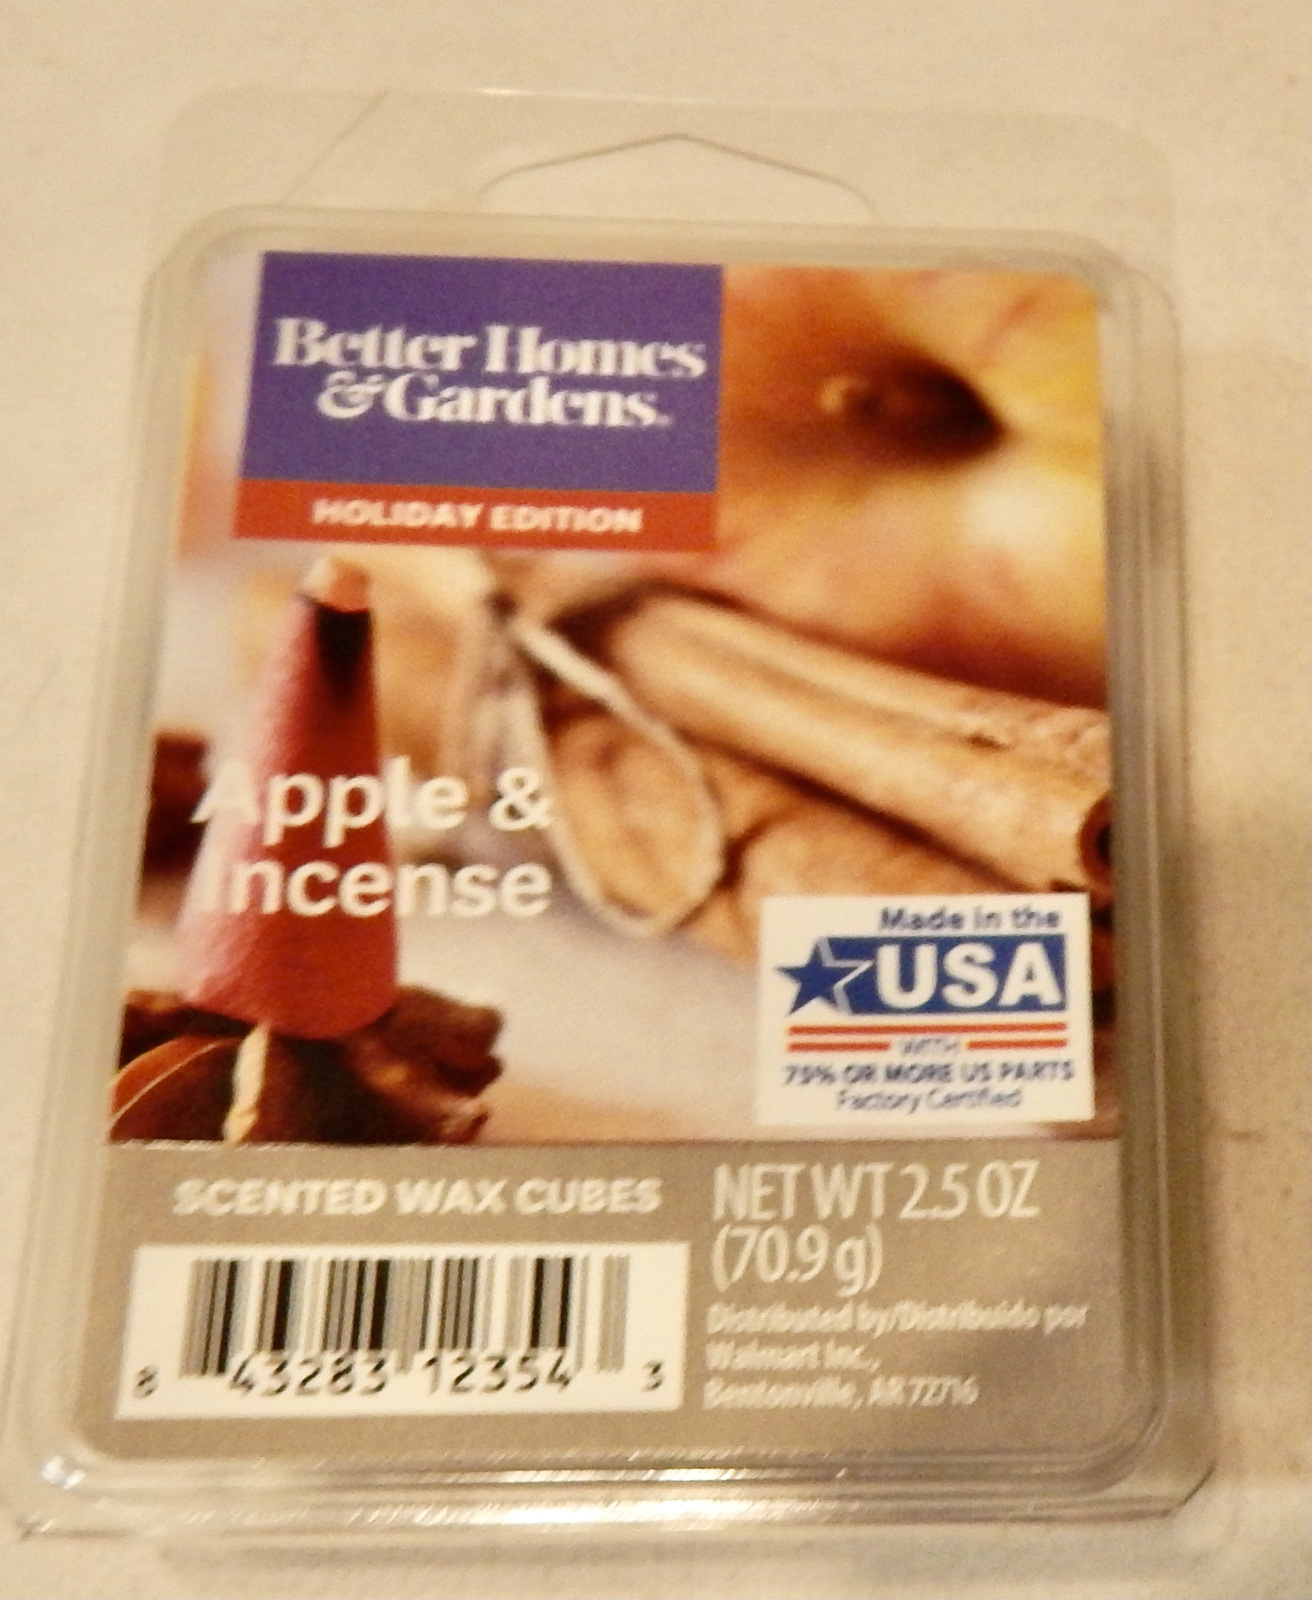 Better Homes
& Gardens.
HOLIDAY EDITION
Apple &
Incense
Made in the
USA
WITH
75% OR MORE US PARTS
Factory Certified
SCENTED WAX CUBES
NET WT 2.5 OZ
(70.9 g)
Distributed by/Distribuido por
Walmart Inc.,
Bentonville, AR 72716
8 43283 12354 3